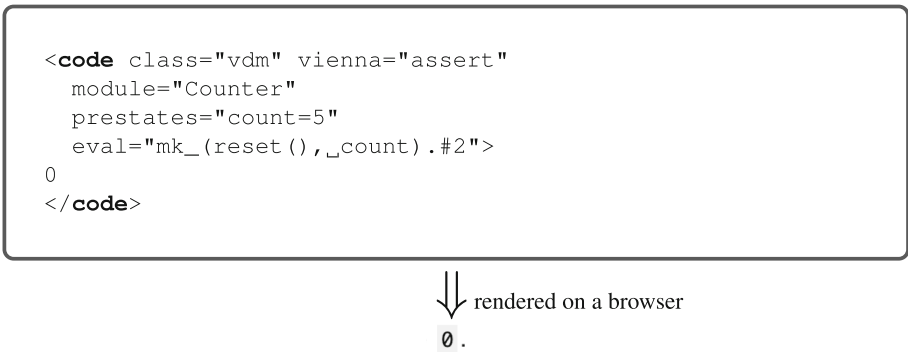 <code class="vdm" vienna="assert"
module="Counter"
prestates="count=5"
eval="mk_(reset(),␣count).#2">
0
</code>
rendered on a browser
0.